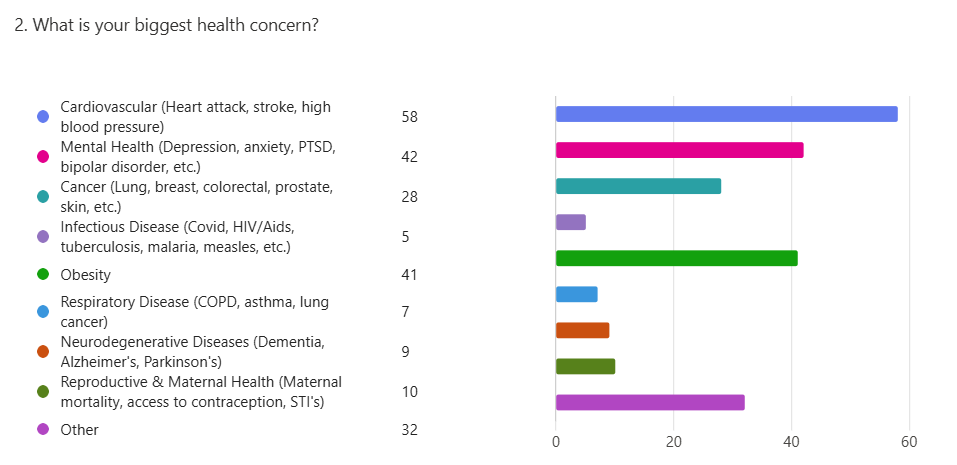 2. What is your biggest health concern?
Cardiovascular (Heart attack, stroke, high
blood pressure)
58
Mental Health (Depression, anxiety, PTSD,
bipolar disorder, etc.)
42
Cancer (Lung, breast, colorectal, prostate,
skin, etc.)
28
Infectious Disease (Covid, HIV/Aids,
tuberculosis, malaria, measles, etc.)
5
Obesity
41
Respiratory Disease (COPD, asthma, lung
cancer)
7
Neurodegenerative Diseases (Dementia,
Alzheimer's, Parkinson's)
9
Reproductive & Maternal Health (Maternal
mortality, access to contraception, STI's)
10
Other
32
0 20 40 60